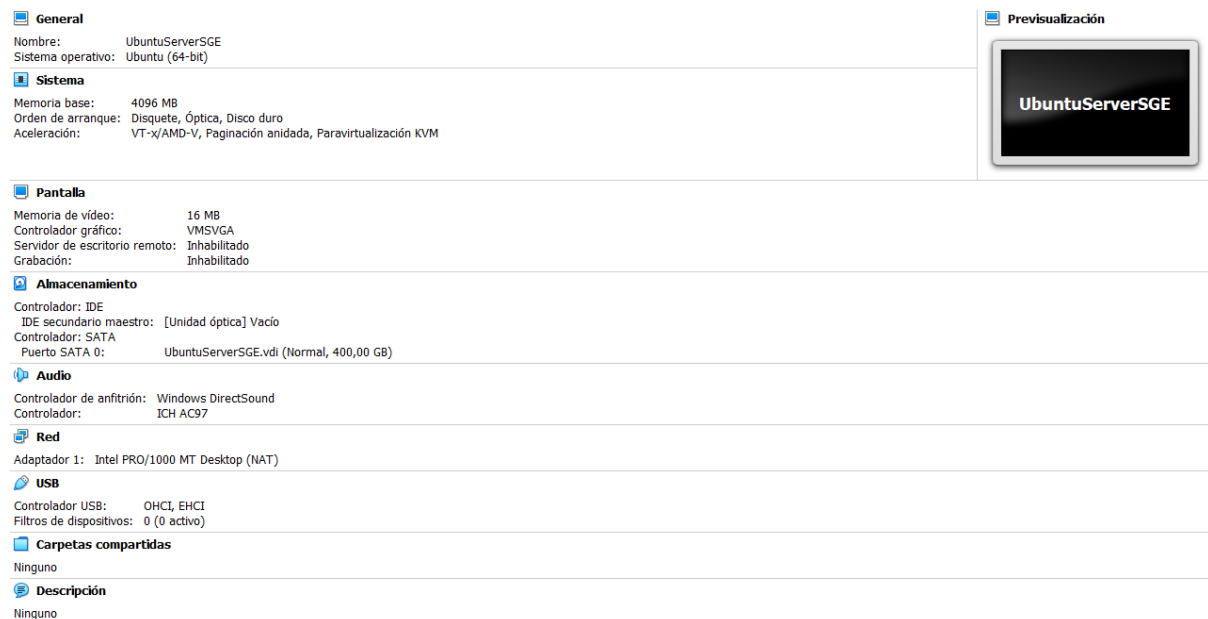 General
Nombre: UbuntuServerSGE
Sistema operativo: Ubuntu (64-bit)
Previsualización
UbuntuServerSGE
Sistema
Memoria base: 4096 MB
Orden de arranque: Disquete, Óptica, Disco duro
Aceleración: VT-x/AMD-V, Paginación anidada, Paravirtualización KVM
Pantalla
Memoria de vídeo: 16 MB
Controlador gráfico: VMSVGA
Servidor de escritorio remoto: Inhabilitado
Grabación: Inhabilitado
Almacenamiento
Controlador: IDE
IDE secundario maestro: [Unidad óptica] Vacío
Controlador: SATA
Puerto SATA 0: UbuntuServerSGE.vdi (Normal, 400,00 GB)
Audio
Controlador de anfitrión: Windows DirectSound
Controlador: ICH AC97
Red
Adaptador 1: Intel PRO/1000 MT Desktop (NAT)
USB
Controlador USB: OHCI, EHCI
Filtros de dispositivos: 0 (0 activo)
Carpetas compartidas
Ninguno
Descripción
Ninguno